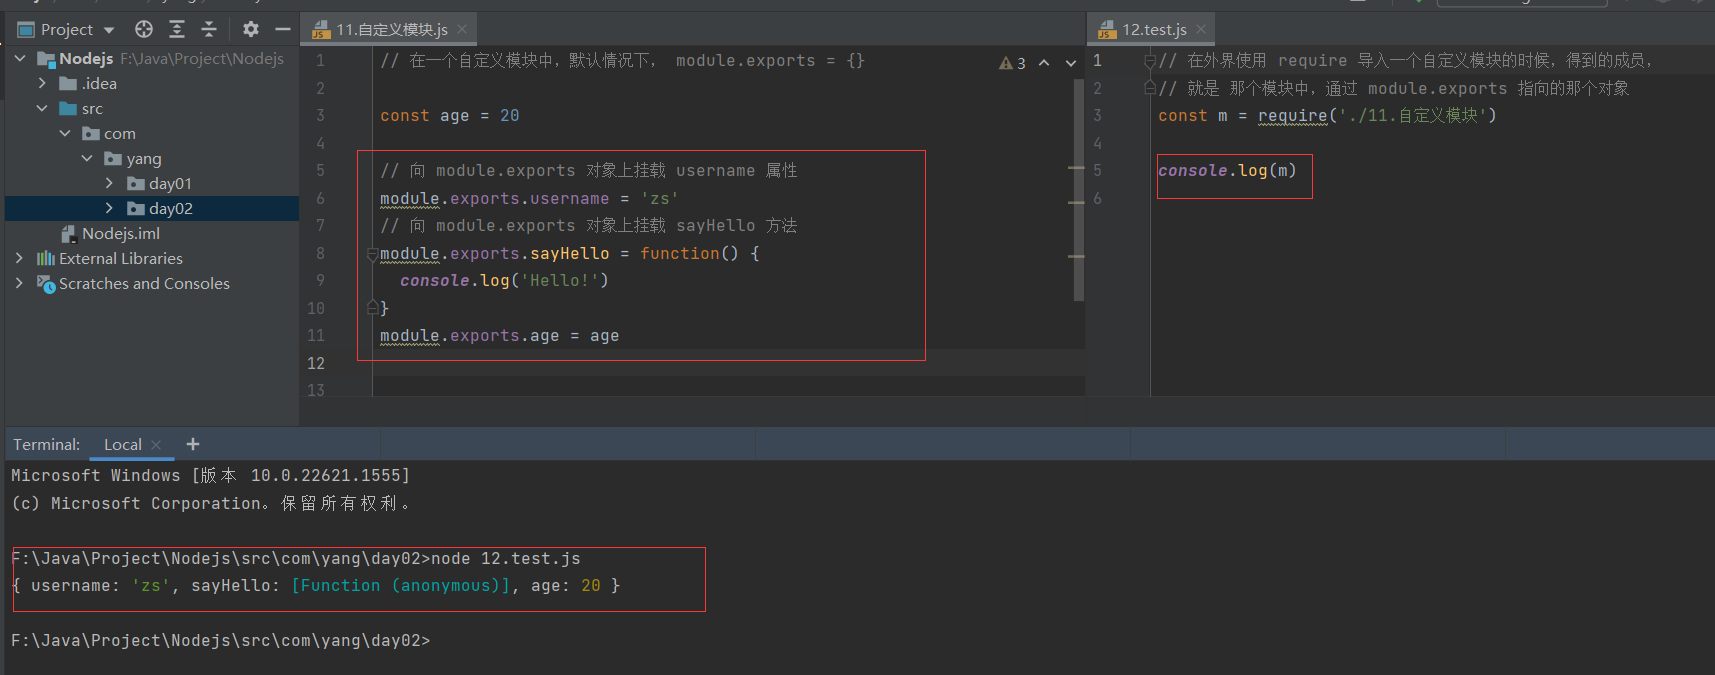 Project
Nodejs F:\Java\Project\Nodejs
.idea
src
com
yang
day01
day02
Nodejs.iml
External Libraries
Scratches and Consoles
11.自定义模块.js
3
1 // 在一个自定义模块中，默认情况下， module.exports = {}
2
3 const age = 20
4
5 // 向 module.exports 对象上挂载 username 属性
6 module.exports.username = 'zs'
7 // 向 module.exports 对象上挂载 sayHello 方法
8 module.exports.sayHello = function() {
9 console.log('Hello!')
10 }
11 module.exports.age = age
12
13
12.test.js
1 // 在外界使用 require 导入一个自定义模块的时候，得到的成员，
2 // 就是 那个模块中，通过 module.exports 指向的那个对象
3 const m = require('./11.自定义模块')
4
5 console.log(m)
6
Terminal: Local
Microsoft Windows [版本 10.0.22621.1555]
(c) Microsoft Corporation。保留所有权利。
F:\Java\Project\Nodejs\src\com\yang\day02>node 12.test.js
{ username: 'zs', sayHello: [Function (anonymous)], age: 20 }
F:\Java\Project\Nodejs\src\com\yang\day02>